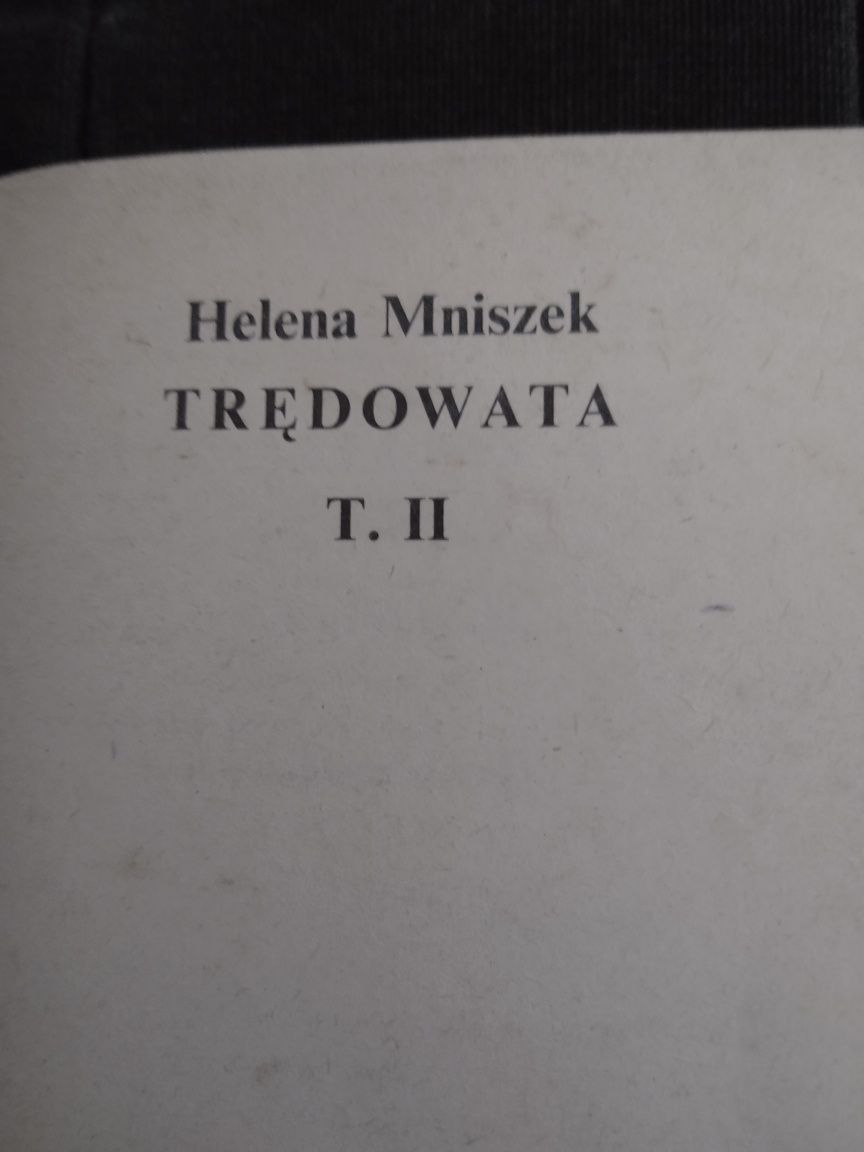 Helena Mniszek
TRĘDOWATA
T. II